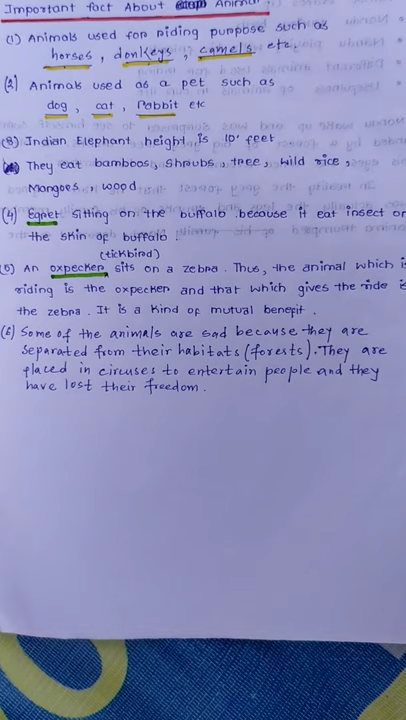 Important fact About Animal
(1) Animals used for riding purpose such as
horses, donkeys, camels etc.
(2) Animals used as a pet such as
dog, cat, Rabbit etc
(3) Indian Elephant height is 10' feet
They eat bamboos, Shrubs, tree, wild rice,
Mangoes, wood
(4) Egret sitting on the buffalo because it eat insect on
the skin of buffalo.
(tickbird)
(5) An oxpecker sits on a zebra. Thus, the animal which is
riding is the oxpecker and that which gives the ride is
the zebra. It is a kind of mutual benefit.
(6) Some of the animals are sad because they are
separated from their habitats (forests). They are
placed in circuses to entertain people and they
have lost their freedom.